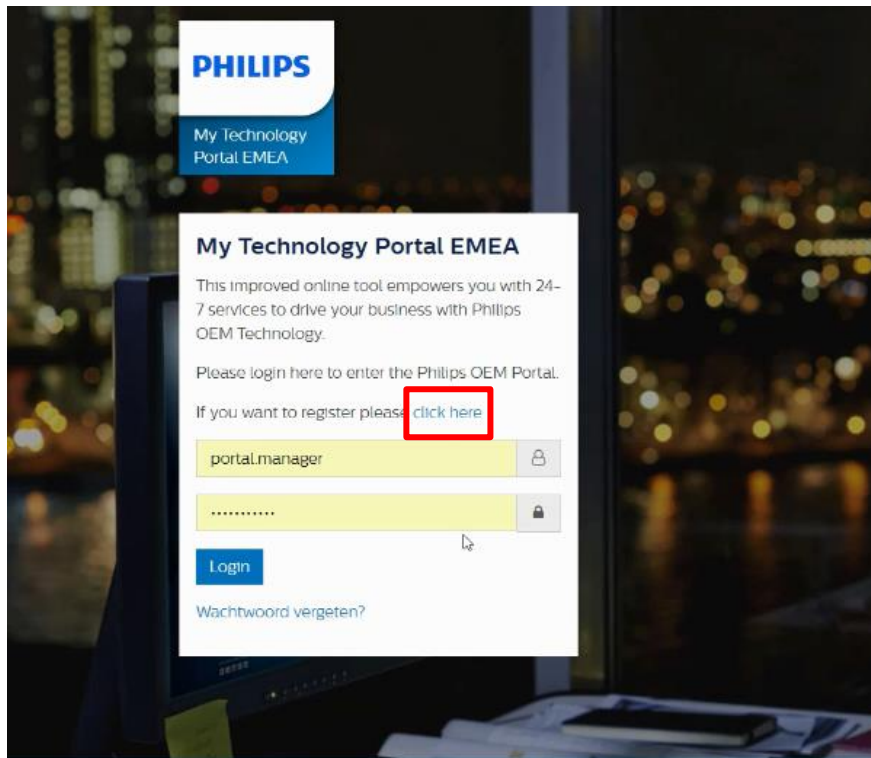 PHILIPS
My Technology
Portal EMEA
My Technology Portal EMEA
This improved online tool empowers you with 24-
7 services to drive your business with Philips
OEM Technology.
Please login here to enter the Philips OEM Portal.
If you want to register please click here
portal.manager
...........
Login
Wachtwoord vergeten?